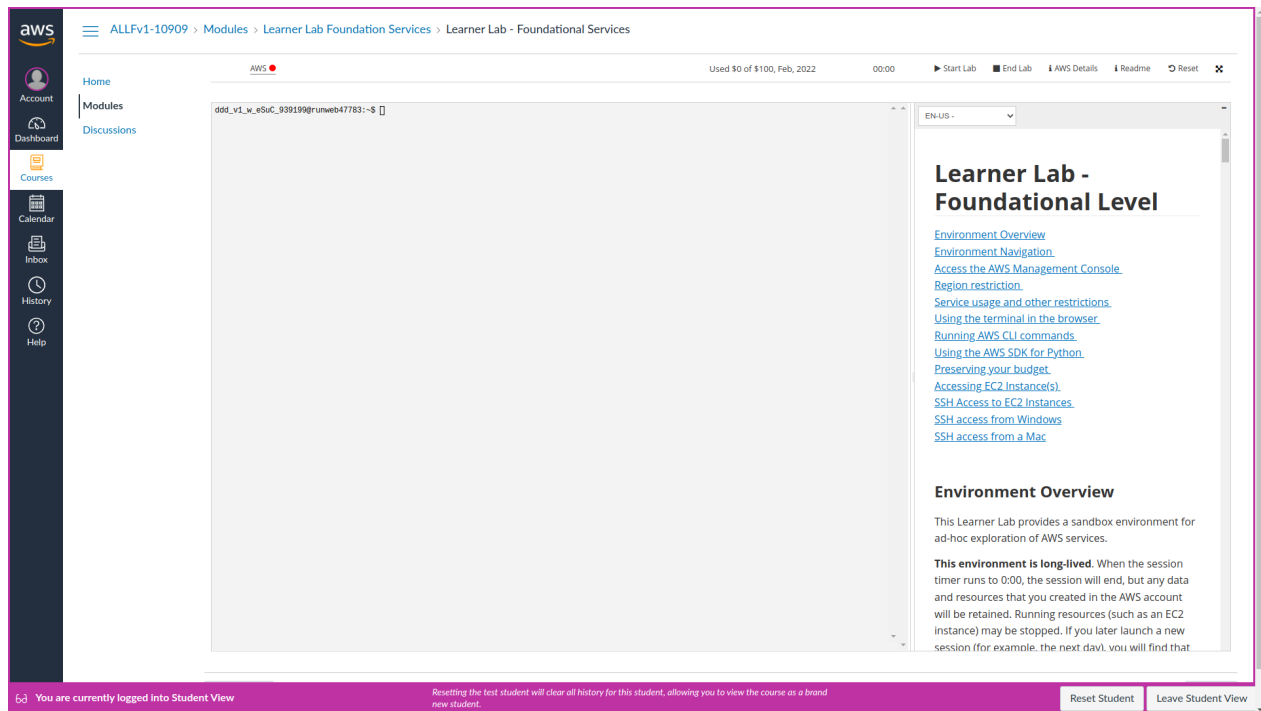 aws
ALLFv1-10909 > Modules > Learner Lab Foundation Services > Learner Lab - Foundational Services
Account
Dashboard
Courses
Calendar
Inbox
History
Help
Home
Modules
Discussions
AWS
Used $0 of $100, Feb, 2022
00:00
Start Lab
End Lab
AWS Details
Readme
Reset
ddd_v1_w_eSuC_939199@runweb47783:~$
EN-US -
Learner Lab -
Foundational Level
Environment Overview
Environment Navigation
Access the AWS Management Console
Region restriction
Service usage and other restrictions
Using the terminal in the browser
Running AWS CLI commands
Using the AWS SDK for Python
Preserving your budget
Accessing EC2 Instance(s)
SSH Access to EC2 Instances
SSH access from Windows
SSH access from a Mac
Environment Overview
This Learner Lab provides a sandbox environment for
ad-hoc exploration of AWS services.
This environment is long-lived. When the session
timer runs to 0:00, the session will end, but any data
and resources that you created in the AWS account
will be retained. Running resources (such as an EC2
instance) may be stopped. If you later launch a new
session (for example, the next day), you will find that
You are currently logged into Student View
Resetting the test student will clear all history for this student, allowing you to view the course as a brand
new student.
Reset Student
Leave Student View